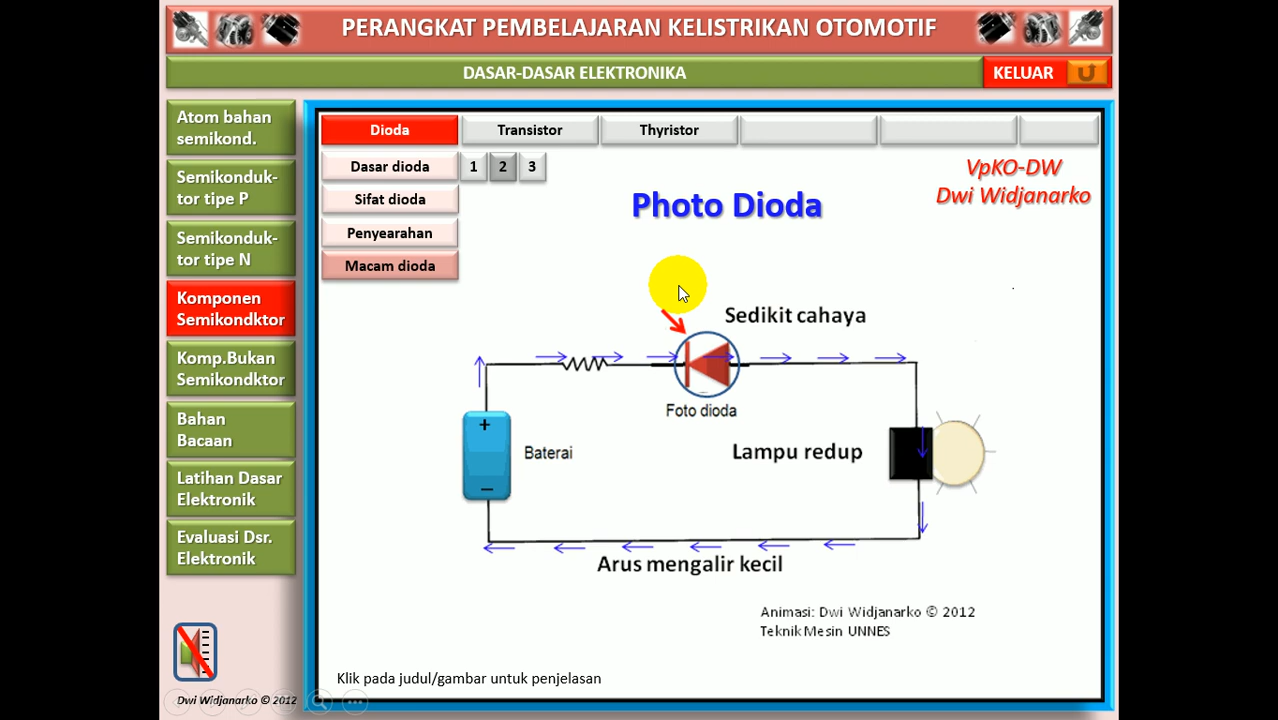 PERANGKAT PEMBELAJARAN KELISTRIKAN OTOMOTIF
DASAR-DASAR ELEKTRONIKA
KELUAR
Atom bahan
semikond.
Semikonduk-
tor tipe P
Semikonduk-
tor tipe N
Komponen
Semikondktor
Komp.Bukan
Semikondktor
Bahan
Bacaan
Latihan Dasar
Elektronik
Evaluasi Dsr.
Elektronik
Dwi Widjanarko © 2012
Dioda
Transistor
Thyristor
Dasar dioda
1
2
3
Sifat dioda
Penyearahan
Macam dioda
VpKO-DW
Dwi Widjanarko
Photo Dioda
Sedikit cahaya
Foto dioda
+
Baterai
−
Lampu redup
Arus mengalir kecil
Animasi: Dwi Widjanarko © 2012
Teknik Mesin UNNES
Klik pada judul/gambar untuk penjelasan